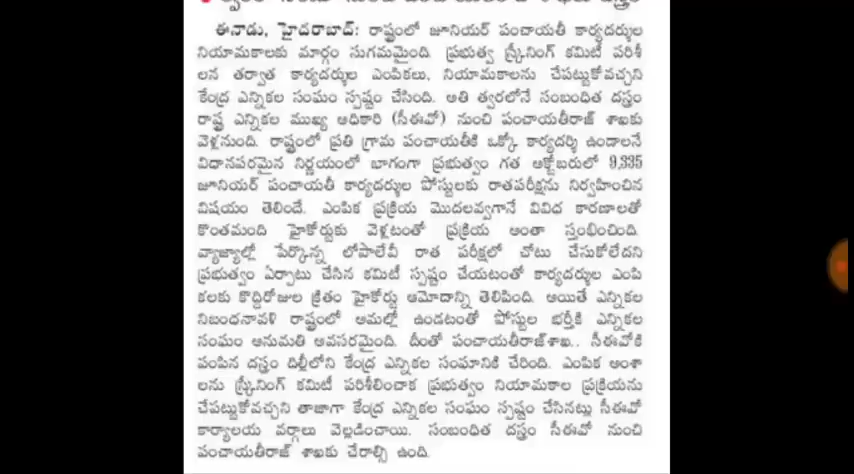 ఈనాడు, హైదరాబాద్: రాష్ట్రంలో జూనియర్ పంచాయతీ కార్యదర్శుల
నియామకాలకు మార్గం సుగమమైంది. ప్రభుత్వ స్క్రీనింగ్ కమిటీ పరిశీ
లన తర్వాత కార్యదర్శుల ఎంపికలు, నియామకాలను చేపట్టుకోవచ్చని
కేంద్ర ఎన్నికల సంఘం స్పష్టం చేసింది. అతి త్వరలోనే సంబంధిత దస్త్రం
రాష్ట్ర ఎన్నికల ముఖ్య అధికారి (సీఈవో) నుంచి పంచాయతీరాజ్ శాఖకు
వెళ్లనుంది. రాష్ట్రంలో ప్రతి గ్రామ పంచాయతీకి ఒక్కో కార్యదర్శి ఉండాలనే
విధానపరమైన నిర్ణయంలో భాగంగా ప్రభుత్వం గత అక్టోబరులో 9,335
జూనియర్ పంచాయతీ కార్యదర్శుల పోస్టులకు రాతపరీక్షను నిర్వహించిన
విషయం తెలిందే. ఎంపిక ప్రక్రియ మొదలవ్వగానే వివిధ కారణాలతో
కొంతమంది హైకోర్టుకు వెళ్లటంతో ప్రక్రియ అంతా స్తంభించింది.
వ్యాజ్యాల్లో పేర్కొన్న లోపాలేవీ రాత పరీక్షలో చోటు చేసుకోలేదని
ప్రభుత్వం ఏర్పాటు చేసిన కమిటీ స్పష్టం చేయటంతో కార్యదర్శుల ఎంపి
కలకు కొద్దిరోజుల క్రితం హైకోర్టు ఆమోదాన్ని తెలిపింది. అయితే ఎన్నికల
నిబంధనావళి రాష్ట్రంలో అమల్లో ఉండటంతో పోస్టుల భర్తీకి ఎన్నికల
సంఘం అనుమతి అవసరమైంది. దీంతో పంచాయతీరాజ్‌శాఖ.. సీఈవోకి
పంపిన దస్త్రం దిల్లీలోని కేంద్ర ఎన్నికల సంఘానికి చేరింది. ఎంపిక అంశా
లను స్క్రీనింగ్ కమిటీ పరిశీలించాక ప్రభుత్వం నియామకాల ప్రక్రియను
చేపట్టుకోవచ్చని తాజాగా కేంద్ర ఎన్నికల సంఘం స్పష్టం చేసినట్లు సీఈవో
కార్యాలయ వర్గాలు వెల్లడించాయి. సంబంధిత దస్త్రం సీఈవో నుంచి
పంచాయతీరాజ్ శాఖకు చేరాల్సి ఉంది.